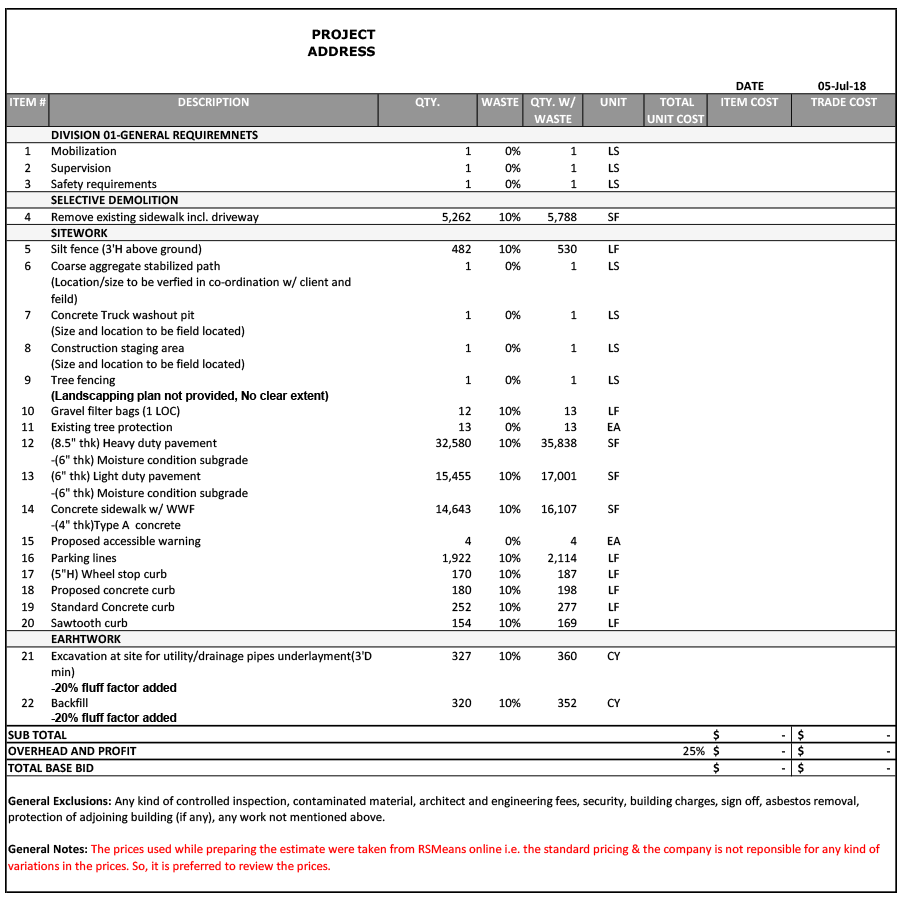 PROJECT
ADDRESS
DATE 05-Jul-18
ITEM # DESCRIPTION QTY. WASTE QTY. W/ UNIT TOTAL ITEM COST TRADE COST
WASTE UNIT COST
DIVISION 01-GENERAL REQUIREMNETS
1 Mobilization 1 0% 1 LS
2 Supervision 1 0% 1 LS
3 Safety requirements 1 0% 1 LS
SELECTIVE DEMOLITION
4 Remove existing sidewalk incl. driveway 5,262 10% 5,788 SF
SITEWORK
5 Silt fence (3'H above ground) 482 10% 530 LF
6 Coarse aggregate stabilized path 1 0% 1 LS
(Location/size to be verfied in co-ordination w/ client and
feild)
7 Concrete Truck washout pit 1 0% 1 LS
(Size and location to be field located)
8 Construction staging area 1 0% 1 LS
(Size and location to be field located)
9 Tree fencing 1 0% 1 LS
(Landscapping plan not provided, No clear extent)
10 Gravel filter bags (1 LOC) 12 10% 13 LF
11 Existing tree protection 13 0% 13 EA
12 (8.5" thk) Heavy duty pavement 32,580 10% 35,838 SF
-(6" thk) Moisture condition subgrade
13 (6" thk) Light duty pavement 15,455 10% 17,001 SF
-(6" thk) Moisture condition subgrade
14 Concrete sidewalk w/ WWF 14,643 10% 16,107 SF
-(4" thk)Type A concrete
15 Proposed accessible warning 4 0% 4 EA
16 Parking lines 1,922 10% 2,114 LF
17 (5"H) Wheel stop curb 170 10% 187 LF
18 Proposed concrete curb 180 10% 198 LF
19 Standard Concrete curb 252 10% 277 LF
20 Sawtooth curb 154 10% 169 LF
EARHTWORK
21 Excavation at site for utility/drainage pipes underlayment(3'D 327 10% 360 CY
min)
-20% fluff factor added
22 Backfill 320 10% 352 CY
-20% fluff factor added
SUB TOTAL $ - $ -
OVERHEAD AND PROFIT 25% $ - $ -
TOTAL BASE BID $ - $ -
General Exclusions: Any kind of controlled inspection, contaminated material, architect and engineering fees, security, building charges, sign off, asbestos removal,
protection of adjoining building (if any), any work not mentioned above.
General Notes: The prices used while preparing the estimate were taken from RSMeans online i.e. the standard pricing & the company is not reponsible for any kind of
variations in the prices. So, it is preferred to review the prices.